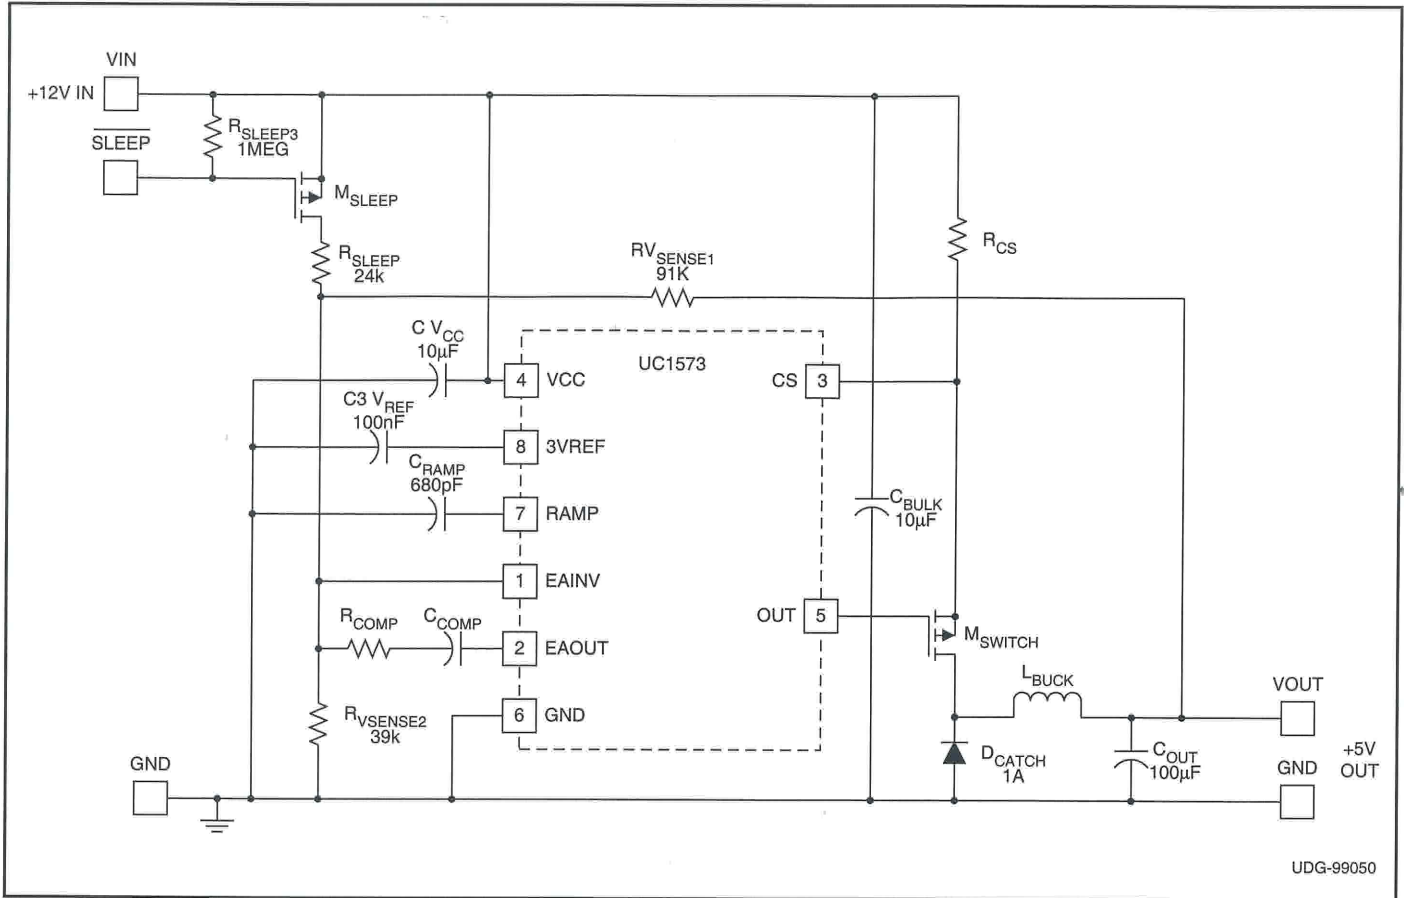 VIN
+12V IN
SLEEP
RSLEEP3
1MEG
MSLEEP
RSLEEP
24k
RVSENSE1
91K
RCS
C VCC
10µF
UC1573
4 VCC
CS 3
C3 VREF
100nF
8 3VREF
CRAMP
680pF
7 RAMP
CBULK
10µF
1 EAINV
RCOMP
CCOMP
2 EAOUT
OUT 5
MSWITCH
LBUCK
RVSENSE2
39k
6 GND
VOUT
DCATCH
1A
COUT
100µF
+5V
OUT
GND
GND
UDG-99050